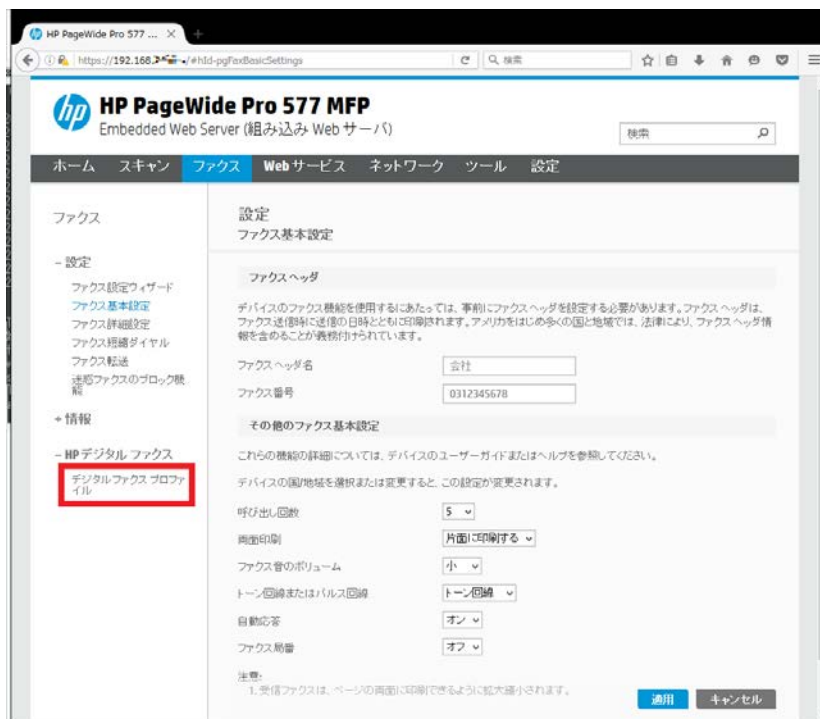 HP PageWide Pro 577 ...
https://192.168. /#hId-pgFaxBasicSettings
検索
hp
HP PageWide Pro 577 MFP
Embedded Web Server (組み込み Web サーバ)
検索
ホーム スキャン ファクス Web サービス ネットワーク ツール 設定
ファクス
- 設定
ファクス設定ウィザード
ファクス基本設定
ファクス詳細設定
ファクス短縮ダイヤル
ファクス転送
迷惑ファクスのブロック機
能
+ 情報
- HP デジタル ファクス
デジタル ファクス プロファ
イル
設定
ファクス基本設定
ファクス ヘッダ
デバイスのファクス機能を使用するにあたっては、事前にファクス ヘッダを設定する必要があります。ファクス ヘッダは、
ファクス送信時に送信の日時とともに印刷されます。アメリカをはじめ多くの国と地域では、法律により、ファクス ヘッダ情
報を含めることが義務付けられています。
ファクス ヘッダ名 会社
ファクス番号 0312345678
その他のファクス基本設定
これらの機能の詳細については、デバイスのユーザーガイドまたはヘルプを参照してください。
デバイスの国/地域を選択または変更すると、この設定が変更されます。
呼び出し回数 5
両面印刷 片面に印刷する
ファクス音のボリューム 小
トーン回線またはパルス回線 トーン回線
自動応答 オン
ファクス局番 オフ
注意:
1. 受信ファクスは、ページの両面に印刷できるように拡大縮小されます。
適用 キャンセル